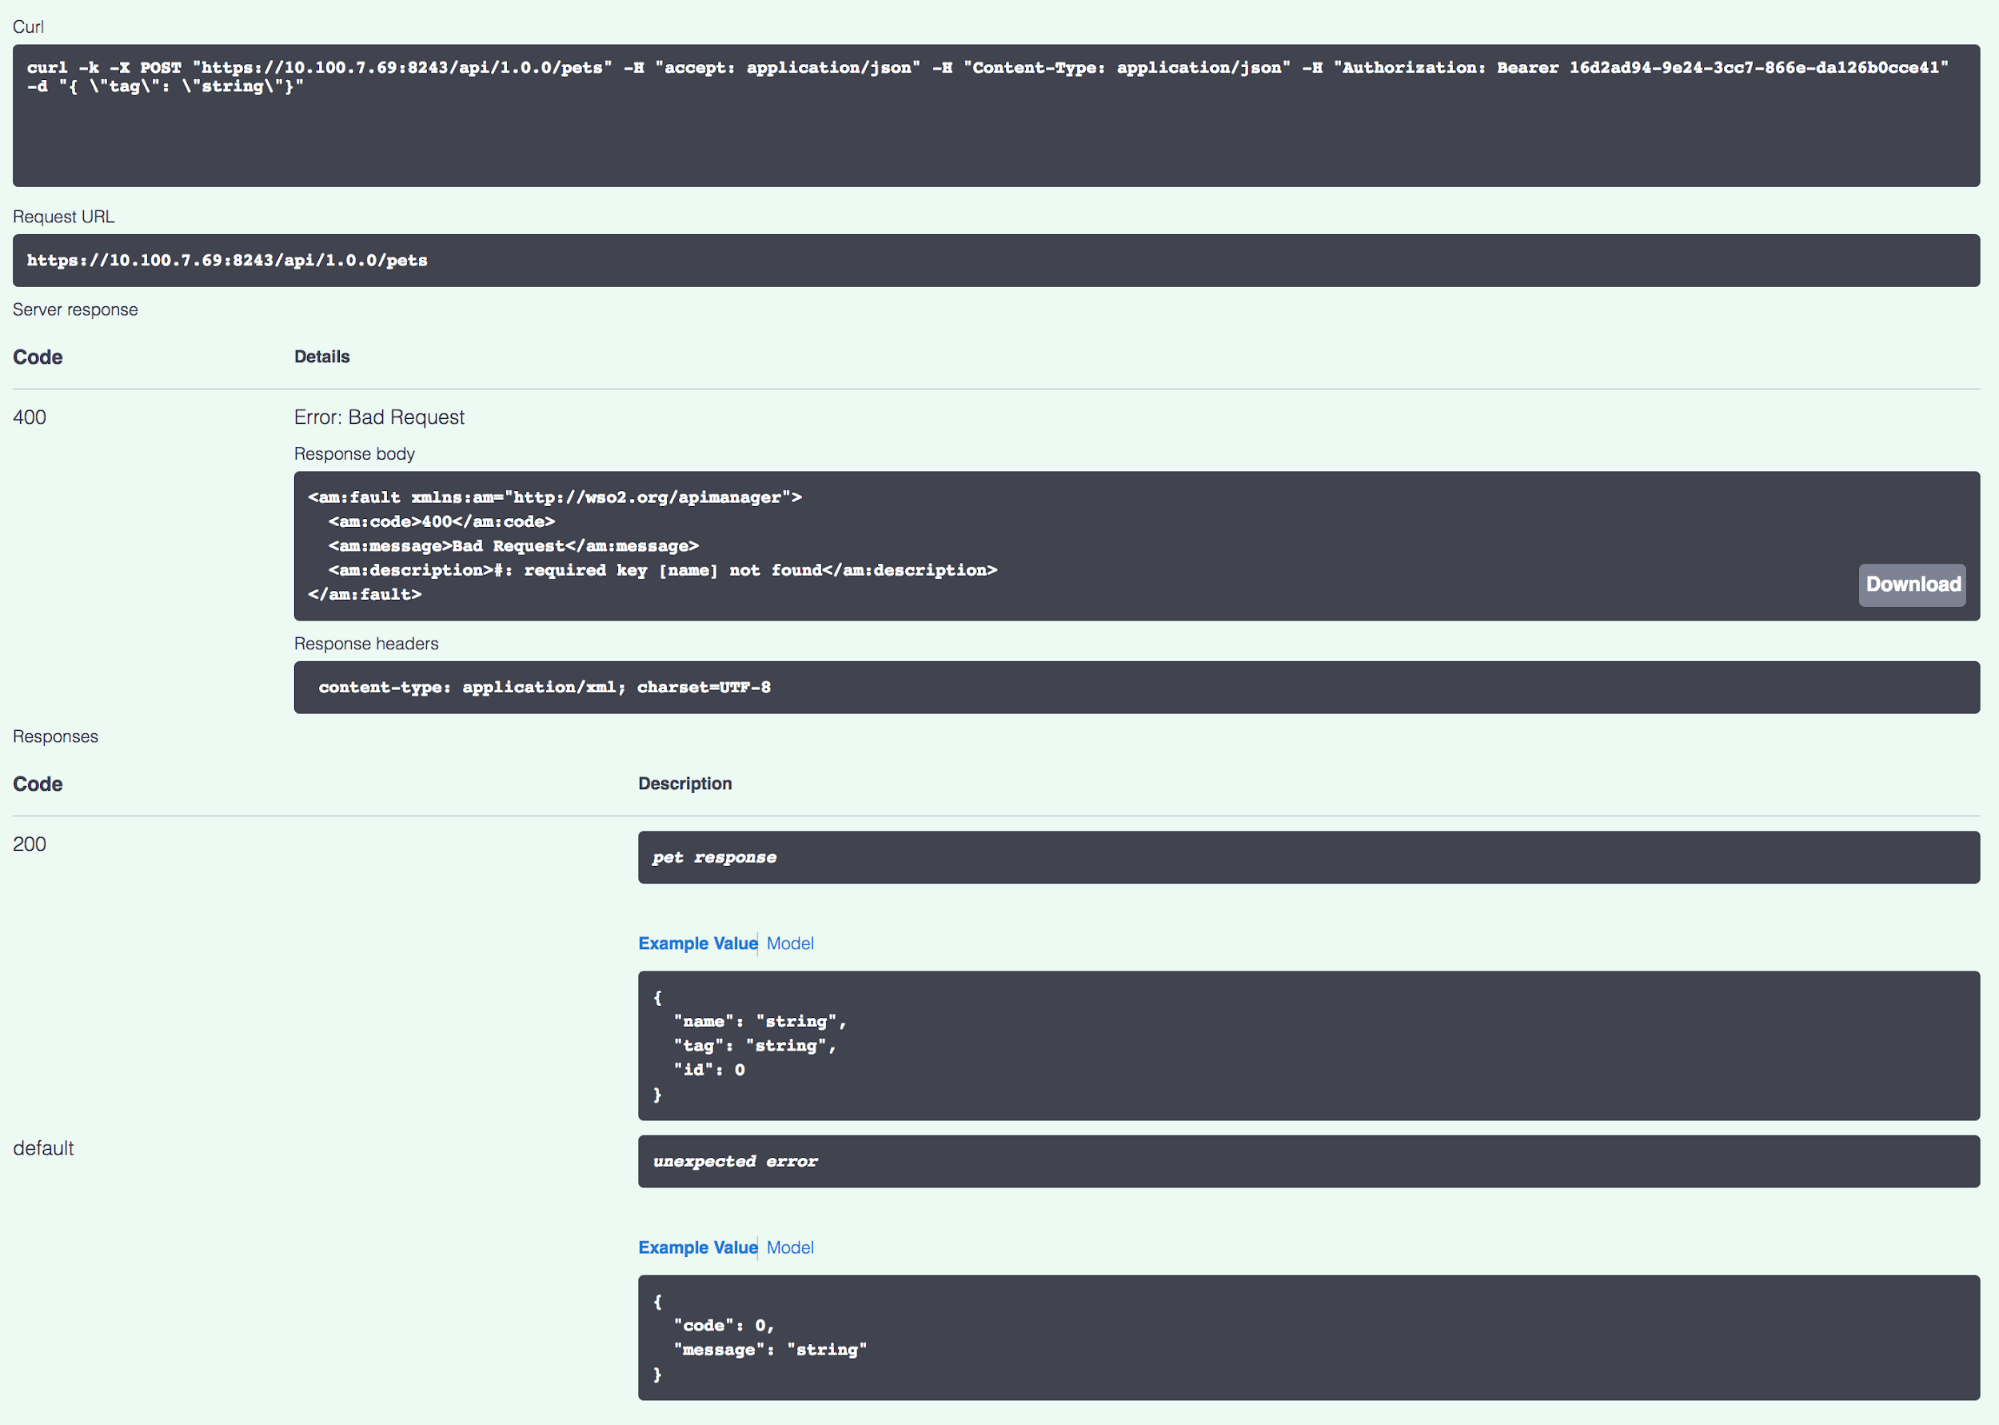 Curl
curl -k -X POST "https://10.100.7.69:8243/api/1.0.0/pets" -H "accept: application/json" -H "Content-Type: application/json" -H "Authorization: Bearer 16d2ad94-9e24-3cc7-866e-da126b0cce41"
-d "{ \"tag\": \"string\"}"
Request URL
https://10.100.7.69:8243/api/1.0.0/pets
Server response
Code Details
400 Error: Bad Request
Response body
<am:fault xmlns:am="http://wso2.org/apimanager">
<am:code>400</am:code>
<am:message>Bad Request</am:message>
<am:description>#: required key [name] not found</am:description>
</am:fault>
Download
Response headers
content-type: application/xml; charset=UTF-8
Responses
Code Description
200 pet response
Example Value Model
{
"name": "string",
"tag": "string",
"id": 0
}
default unexpected error
Example Value Model
{
"code": 0,
"message": "string"
}